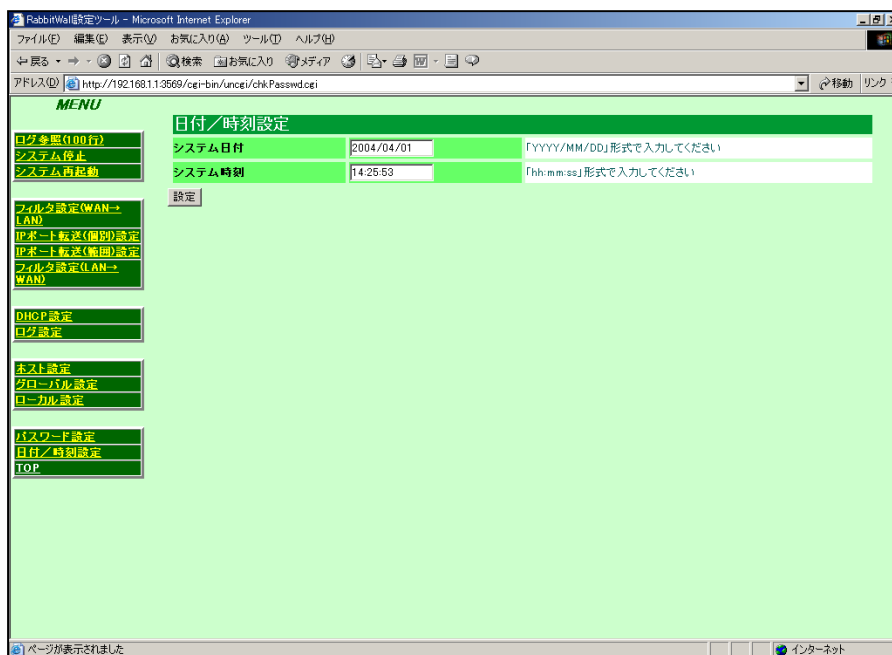 RabbitWall設定ツール - Microsoft Internet Explorer
ファイル(F) 編集(E) 表示(V) お気に入り(A) ツール(T) ヘルプ(H)
戻る 検索 お気に入り メディア
アドレス(D) http://192.168.1.1:3569/cgi-bin/uncgi/chkPasswd.cgi 移動 リンク
MENU
ログ参照(100行)
システム停止
システム再起動
フィルタ設定(WAN→
LAN)
IPポート転送(個別)設定
IPポート転送(範囲)設定
フィルタ設定(LAN→
WAN)
DHCP設定
ログ設定
ホスト設定
グローバル設定
ローカル設定
パスワード設定
日付／時刻設定
TOP
日付／時刻設定
システム日付 2004/04/01 「YYYY/MM/DD」形式で入力してください
システム時刻 14:25:53 「hh:mm:ss」形式で入力してください
設定
ページが表示されました インターネット